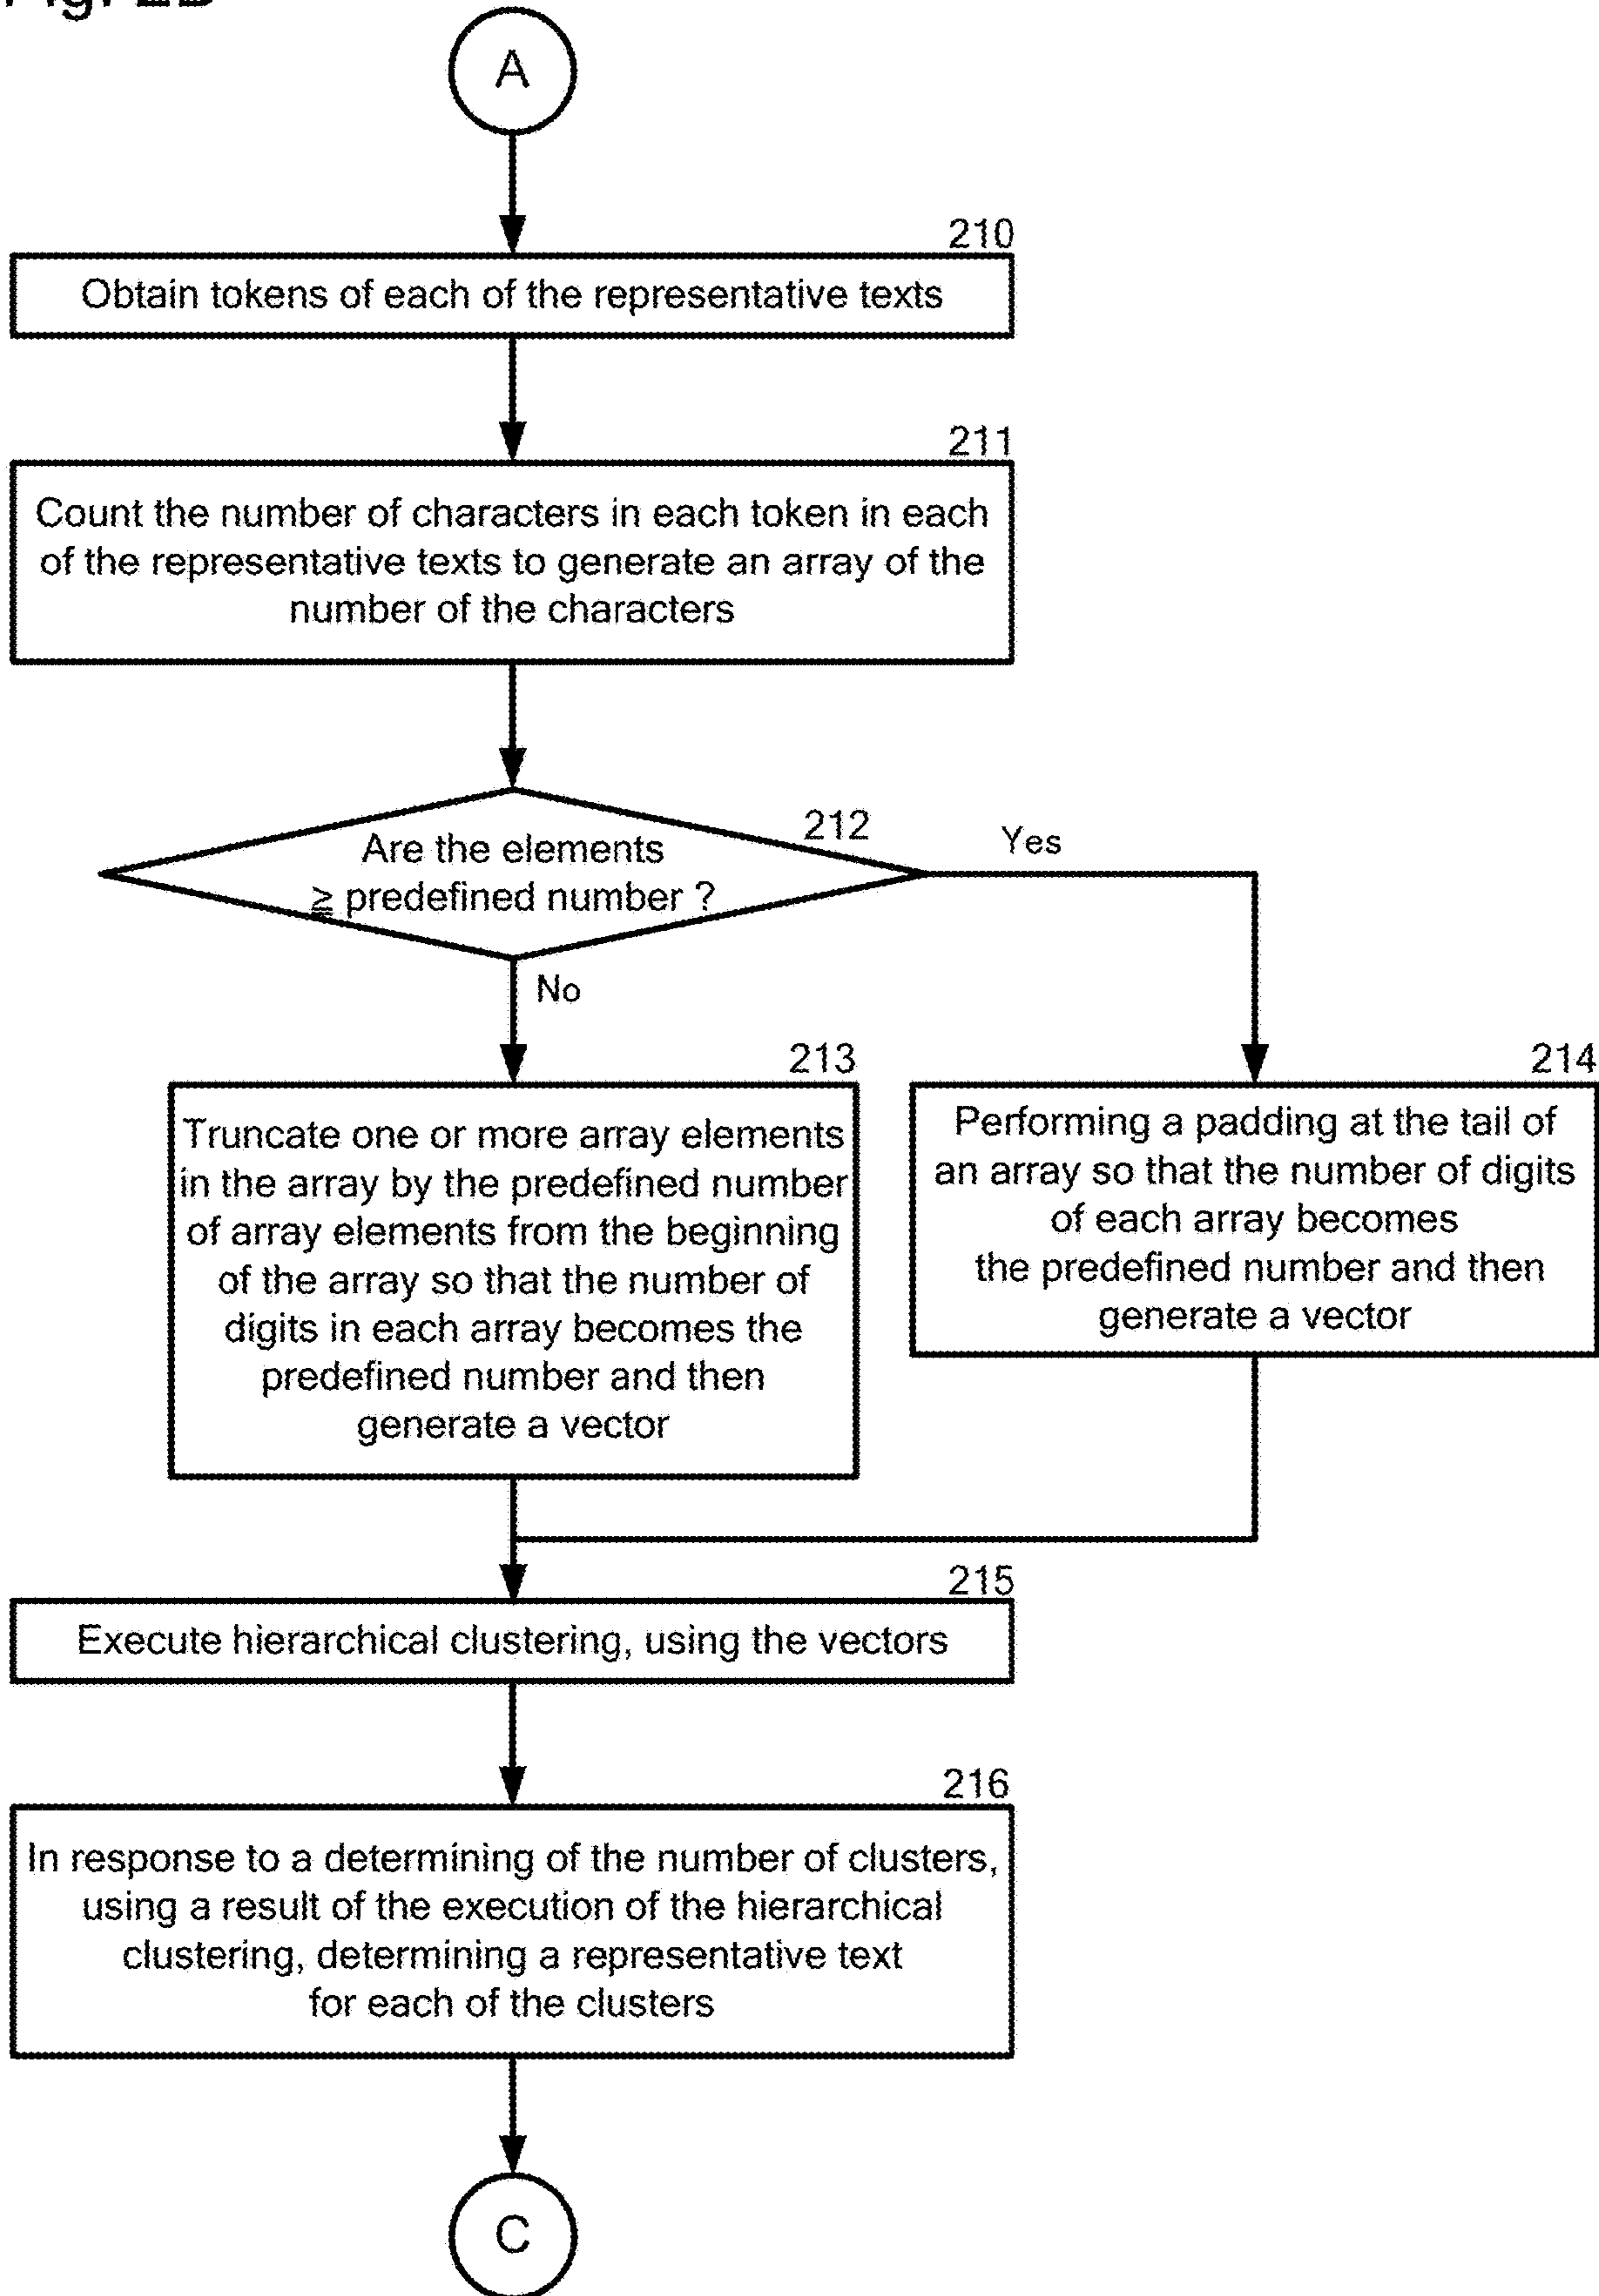 Fig. 2B
A
210
Obtain tokens of each of the representative texts
211
Count the number of characters in each token in each
of the representative texts to generate an array of the
number of the characters
212
Are the elements
≧ predefined number ?
Yes
No
213
Truncate one or more array elements
in the array by the predefined number
of array elements from the beginning
of the array so that the number of
digits in each array becomes the
predefined number and then
generate a vector
214
Performing a padding at the tail of
an array so that the number of digits
of each array becomes
the predefined number and then
generate a vector
215
Execute hierarchical clustering, using the vectors
216
In response to a determining of the number of clusters,
using a result of the execution of the hierarchical
clustering, determining a representative text
for each of the clusters
C